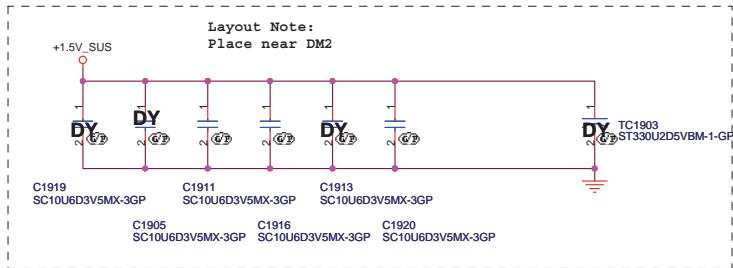 Layout Note:
Place near DM2
+1.5V_SUS
1 1 1 1 1 1 1
DY DY DY DY
2 2 2 2 2 2 2
TC1903
ST330U2D5VBM-1-GP
C1919 C1911 C1913
SC10U6D3V5MX-3GP SC10U6D3V5MX-3GP SC10U6D3V5MX-3GP
C1905 C1916 C1920
SC10U6D3V5MX-3GP SC10U6D3V5MX-3GP SC10U6D3V5MX-3GP